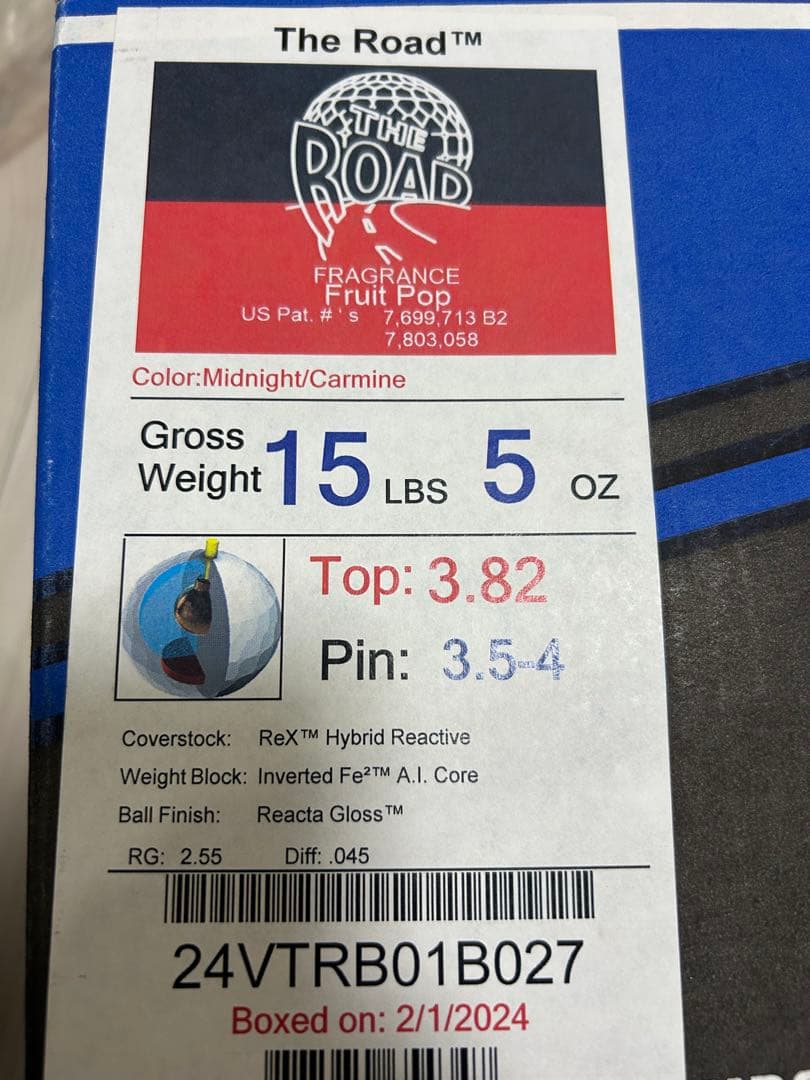 The Road™
THE
ROAD
FRAGRANCE
Fruit Pop
US Pat. # ' s 7,699,713 B2
7,803,058
Color:Midnight/Carmine
Gross Weight 15 LBS 5 OZ
Top: 3.82
Pin: 3.5-4
Coverstock: ReX™ Hybrid Reactive
Weight Block: Inverted Fe²™ A.I. Core
Ball Finish: Reacta Gloss™
RG: 2.55 Diff: .045
24VTRB01B027
Boxed on: 2/1/2024